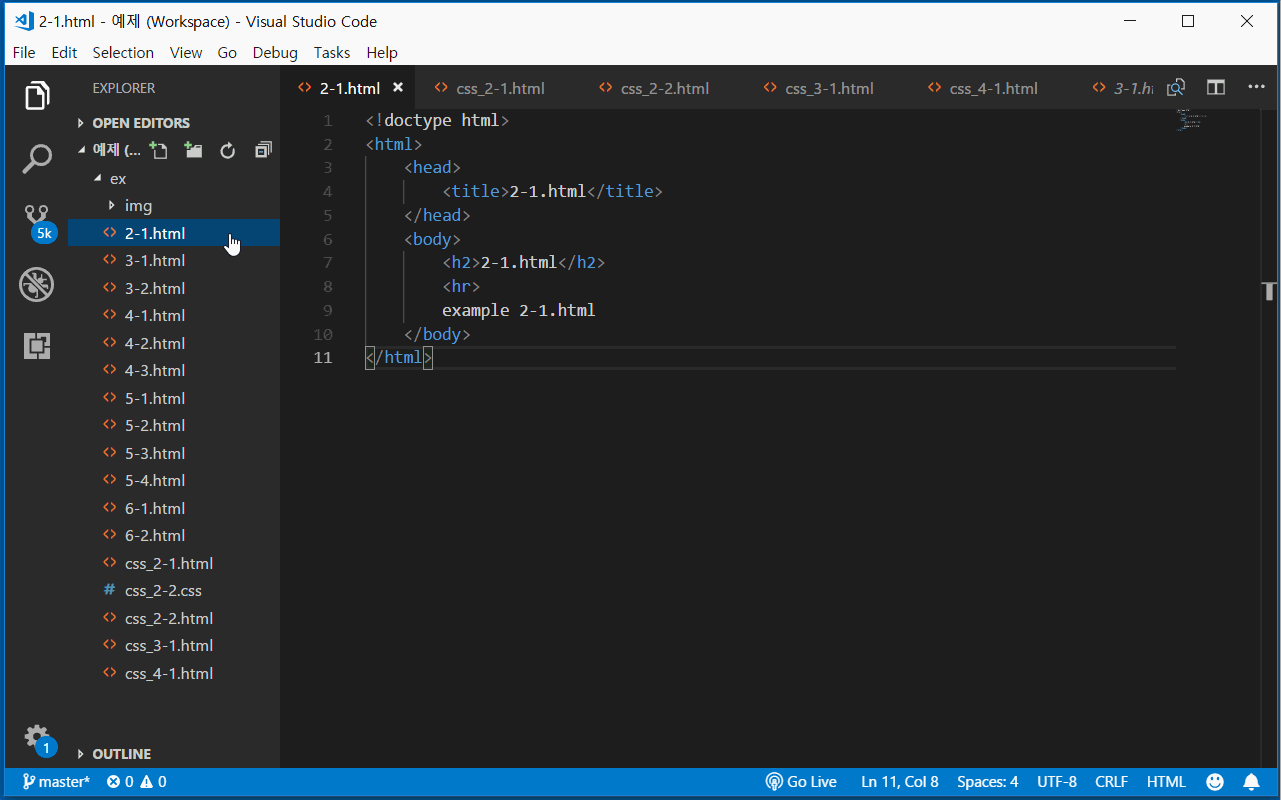 2-1.html - 예제 (Workspace) - Visual Studio Code
File Edit Selection View Go Debug Tasks Help
EXPLORER
OPEN EDITORS
예제 (...
ex
img
2-1.html
3-1.html
3-2.html
4-1.html
4-2.html
4-3.html
5-1.html
5-2.html
5-3.html
5-4.html
6-1.html
6-2.html
css_2-1.html
# css_2-2.css
css_2-2.html
css_3-1.html
css_4-1.html
OUTLINE
5k
1
2-1.html css_2-1.html css_2-2.html css_3-1.html css_4-1.html 3-1.h
1 <!doctype html>
2 <html>
3 <head>
4 <title>2-1.html</title>
5 </head>
6 <body>
7 <h2>2-1.html</h2>
8 <hr>
9 example 2-1.html
10 </body>
11 </html>
master* 0 0 Go Live Ln 11, Col 8 Spaces: 4 UTF-8 CRLF HTML